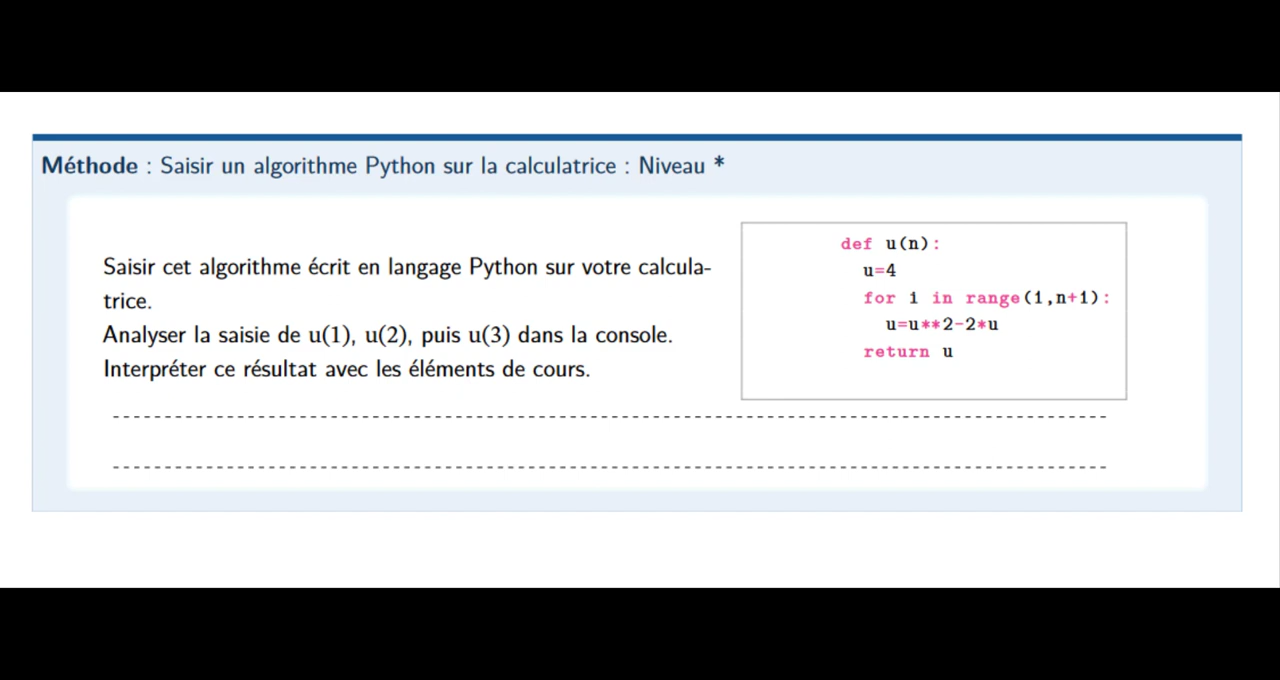 Méthode : Saisir un algorithme Python sur la calculatrice : Niveau *
Saisir cet algorithme écrit en langage Python sur votre calcula-
trice.
Analyser la saisie de u(1), u(2), puis u(3) dans la console.
Interpréter ce résultat avec les éléments de cours.
def u(n):
u=4
for i in range(1,n+1):
u=u**2-2*u
return u